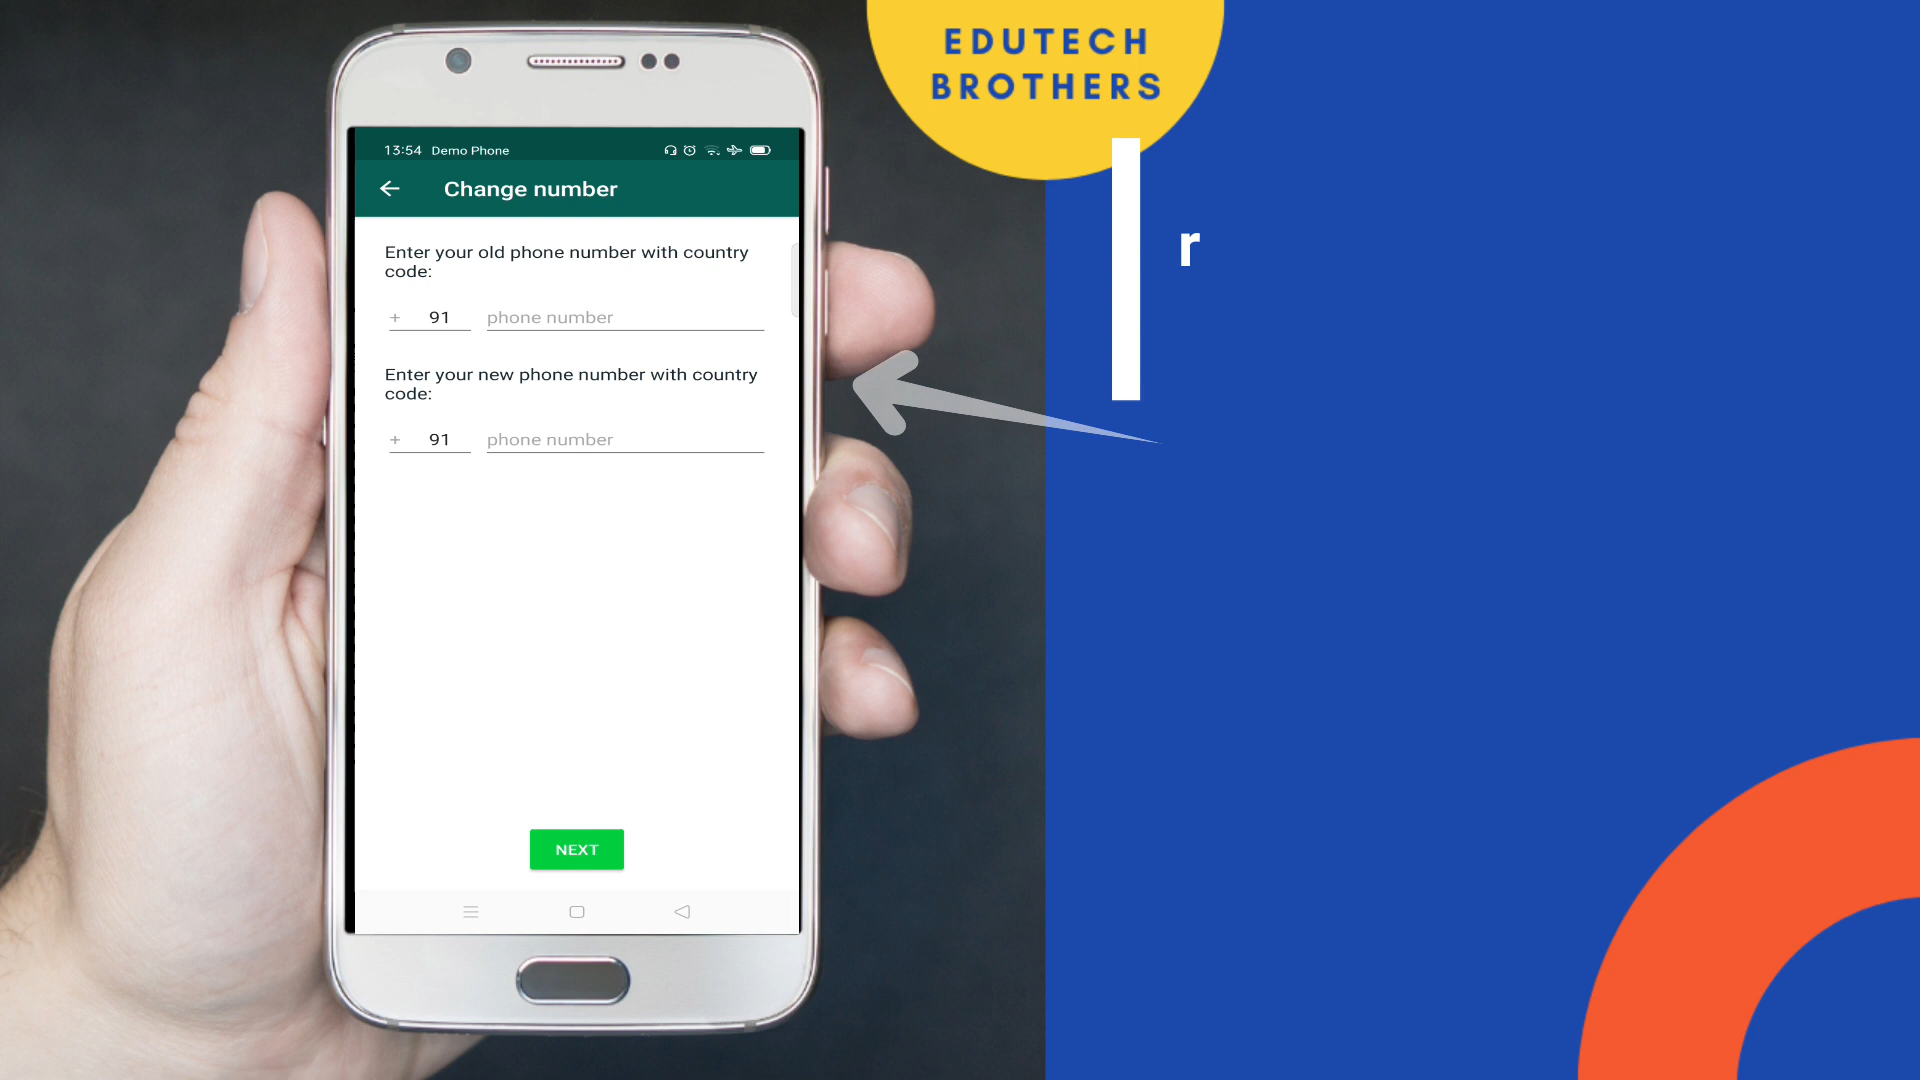 EDUTECH
BROTHERS
13:54 Demo Phone
Change number
Enter your old phone number with country
code:
+ 91 phone number
Enter your new phone number with country
code:
+ 91 phone number
NEXT
r